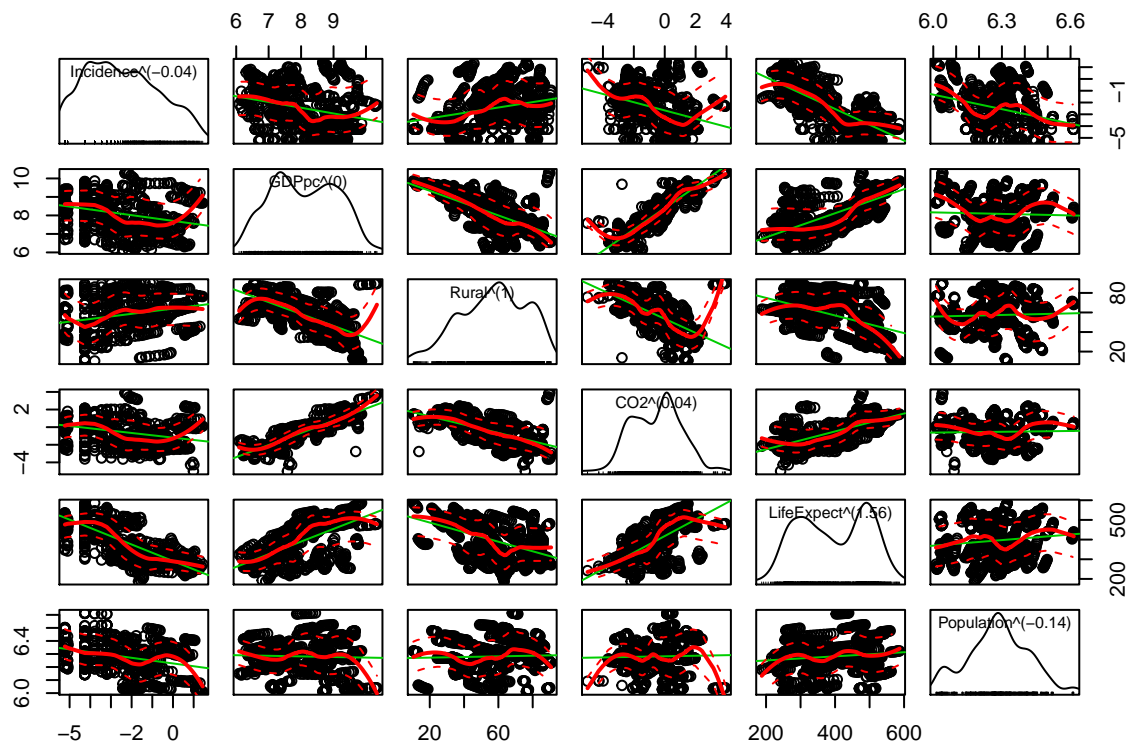 6 7 8 9
−4 0 2 4
6.0 6.3 6.6
Incidence^(−0.04)
−5 −1
6 8 10
GDPpc^(0)
Rural^(1)
20 80
−4 2
CO2^(0.04)
LifeExpect^(1.56)
200 500
6.0 6.4
Population^(−0.14)
−5 −2 0
20 60
200 400 600